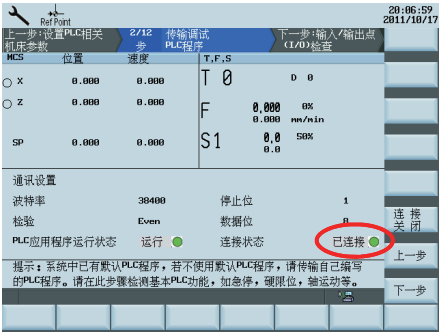 Ref Point
20:06:59
2011/10/17
上一步:设置PLC相关机床参数
2/12步
传输调试PLC程序
下一步:输入/输出点(I/O)检查
MCS 位置 速度 T,F,S
X 0.000 0.000 T 0 D 0
Z 0.000 0.000 F 0,000 0%
0.000 mm/min
SP 0.000 0.000 S1 0,0 50%
0.0
通讯设置
波特率 38400 停止位 1
检验 Even 数据位 8
PLC应用程序运行状态 运行 连接状态 已连接
连接关闭
上一步
提示:系统中已有默认PLC程序,若不使用默认PLC程序,请传输自己编写
的PLC程序。请在此步骤检测基本PLC功能,如急停,硬限位,轴运动等。
下一步